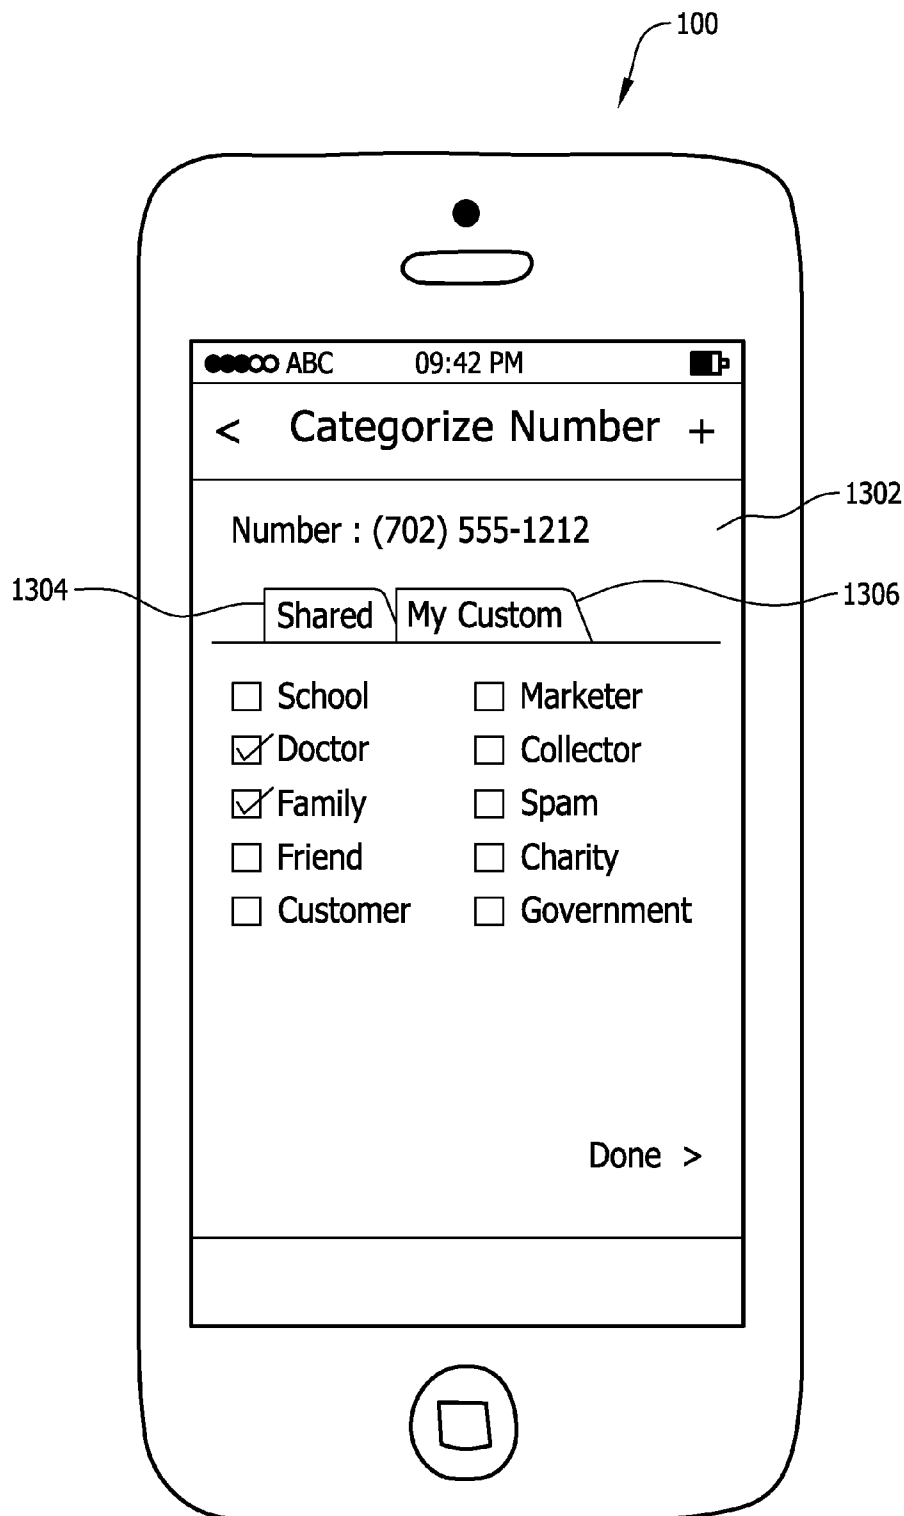 100
ABC 09:42 PM
< Categorize Number +
1302
Number : (702) 555-1212
1304
1306
Shared My Custom
School Marketer
Doctor Collector
Family Spam
Friend Charity
Customer Government
Done >